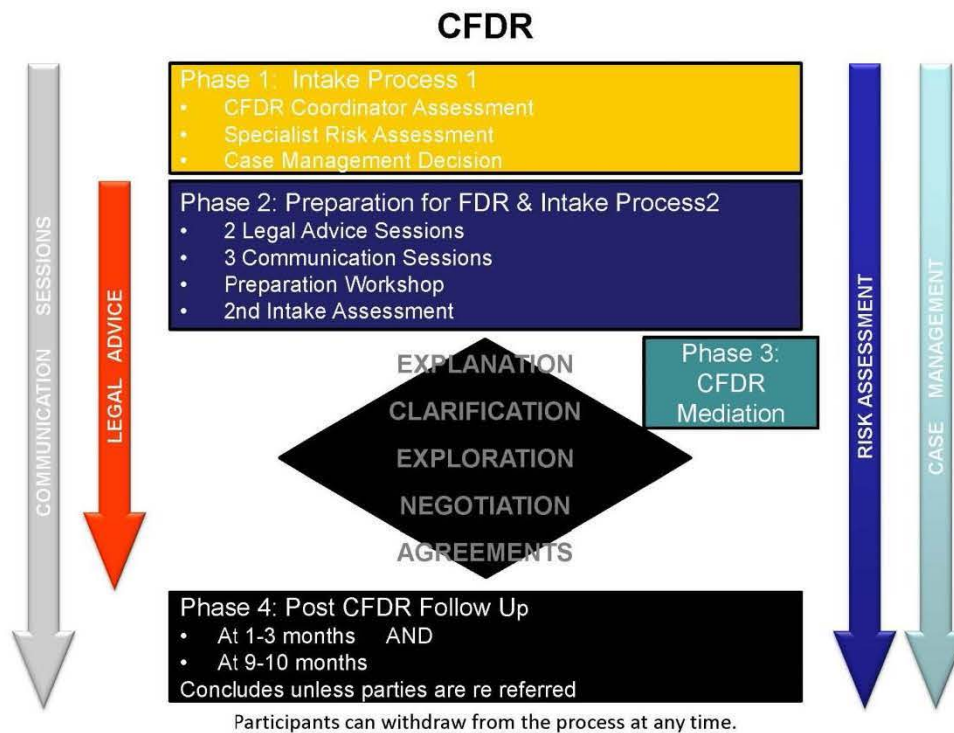 CFDR
Phase 1: Intake Process 1
• CFDR Coordinator Assessment
• Specialist Risk Assessment
• Case Management Decision
Phase 2: Preparation for FDR & Intake Process2
• 2 Legal Advice Sessions
• 3 Communication Sessions
• Preparation Workshop
• 2nd Intake Assessment
COMMUNICATION SESSIONS
LEGAL ADVICE
EXPLANATION
CLARIFICATION
EXPLORATION
NEGOTIATION
AGREEMENTS
Phase 3:
CFDR
Mediation
RISK ASSESSMENT
CASE MANAGEMENT
Phase 4: Post CFDR Follow Up
• At 1-3 months AND
• At 9-10 months
Concludes unless parties are re referred
Participants can withdraw from the process at any time.